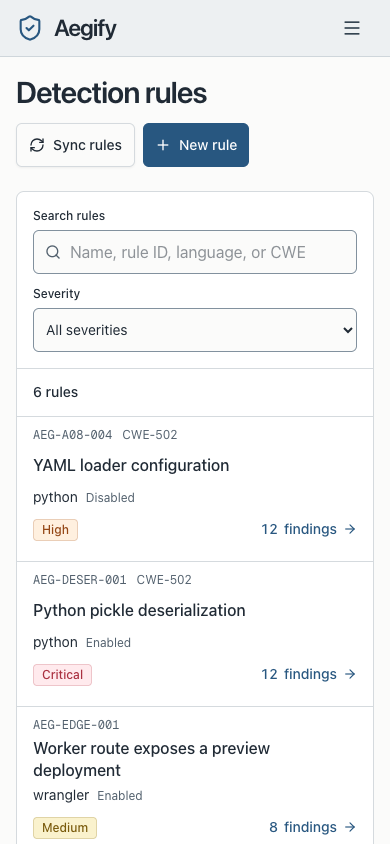 Aegify
Detection rules
Sync rules
New rule
Search rules
Name, rule ID, language, or CWE
Severity
All severities
6 rules
AEG-A08-004 CWE-502
YAML loader configuration
python Disabled
High 12 findings →
AEG-DESER-001 CWE-502
Python pickle deserialization
python Enabled
Critical 12 findings →
AEG-EDGE-001
Worker route exposes a preview
deployment
wrangler Enabled
Medium 8 findings →